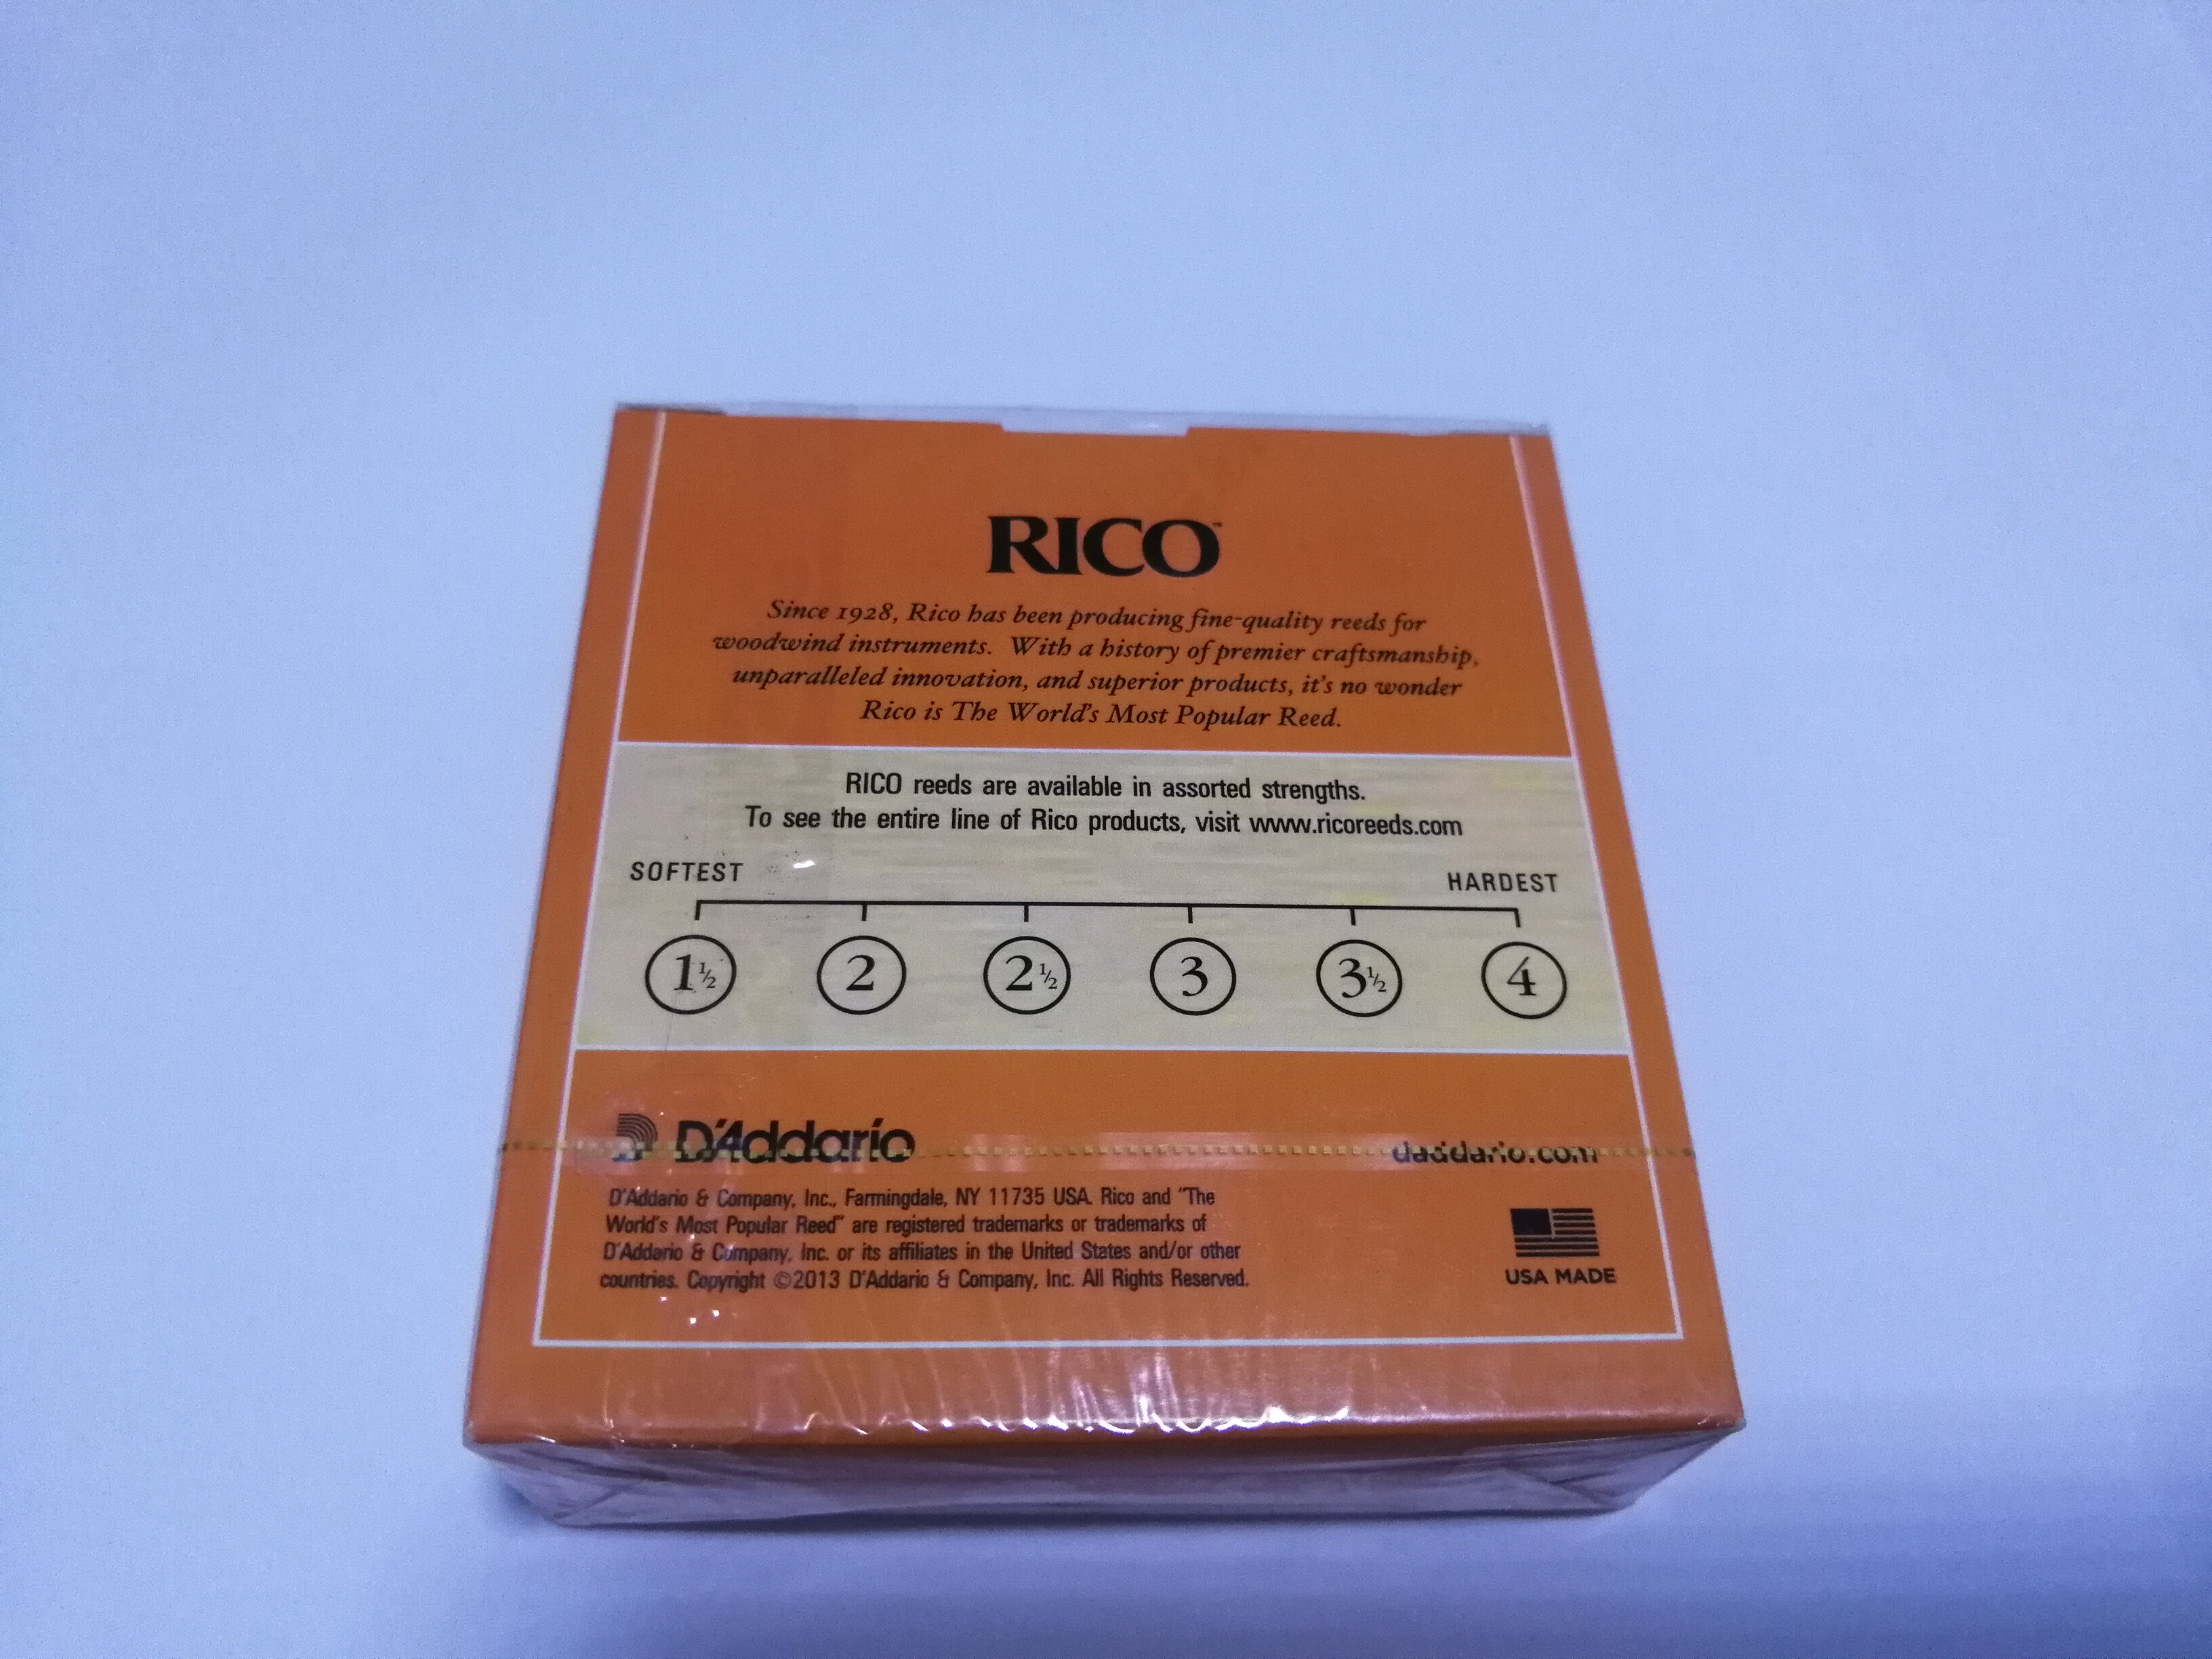 RICO™
Since 1928, Rico has been producing fine-quality reeds for
woodwind instruments. With a history of premier craftsmanship,
unparalleled innovation, and superior products, it's no wonder
Rico is The World's Most Popular Reed.
RICO reeds are available in assorted strengths.
To see the entire line of Rico products, visit www.ricoreeds.com
SOFTEST HARDEST
1½ 2 2½ 3 3½ 4
D'Addario daddario.com
D'Addario & Company, Inc., Farmingdale, NY 11735 USA. Rico and "The
World's Most Popular Reed" are registered trademarks or trademarks of
D'Addario & Company, Inc. or its affiliates in the United States and/or other
countries. Copyright ©2013 D'Addario & Company, Inc. All Rights Reserved.
USA MADE